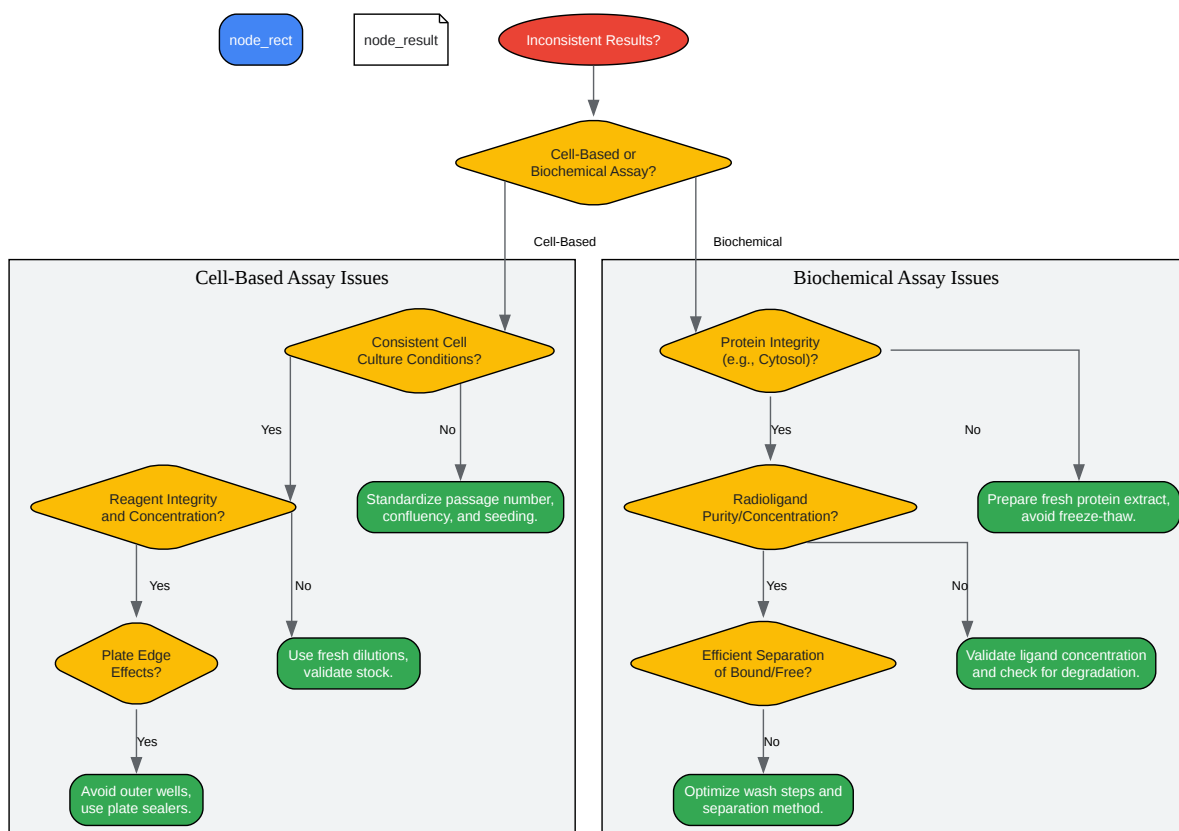 node_rect
node_result
Inconsistent Results?
Cell-Based or
Biochemical Assay?
Cell-Based
Biochemical
Cell-Based Assay Issues
Biochemical Assay Issues
Consistent Cell
Culture Conditions?
Protein Integrity
(e.g., Cytosol)?
Yes
No
Yes
No
Reagent Integrity
and Concentration?
Standardize passage number,
confluency, and seeding.
Radioligand
Purity/Concentration?
Prepare fresh protein extract,
avoid freeze-thaw.
Yes
No
Yes
No
Plate Edge
Effects?
Use fresh dilutions,
validate stock.
Efficient Separation
of Bound/Free?
Validate ligand concentration
and check for degradation.
Yes
No
Avoid outer wells,
use plate sealers.
Optimize wash steps and
separation method.